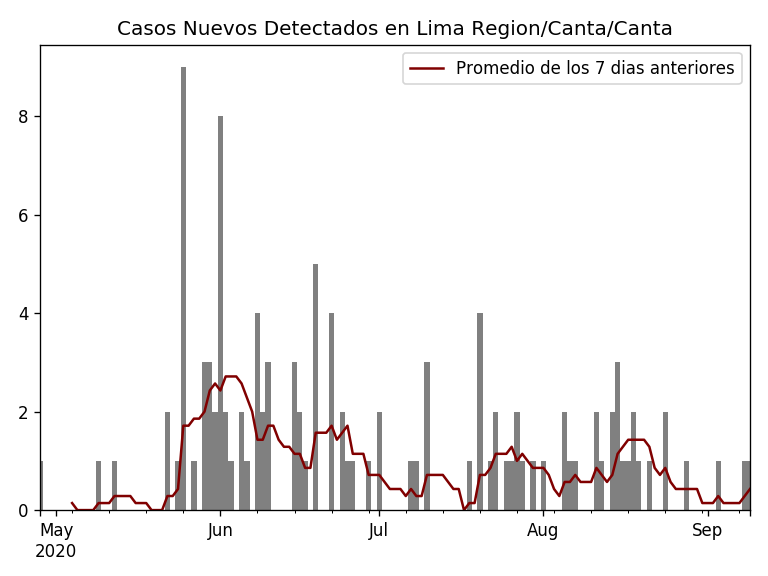 Casos Nuevos Detectados en Lima Region/Canta/Canta
Promedio de los 7 dias anteriores
8
6
4
2
0
May Jun Jul Aug Sep
2020